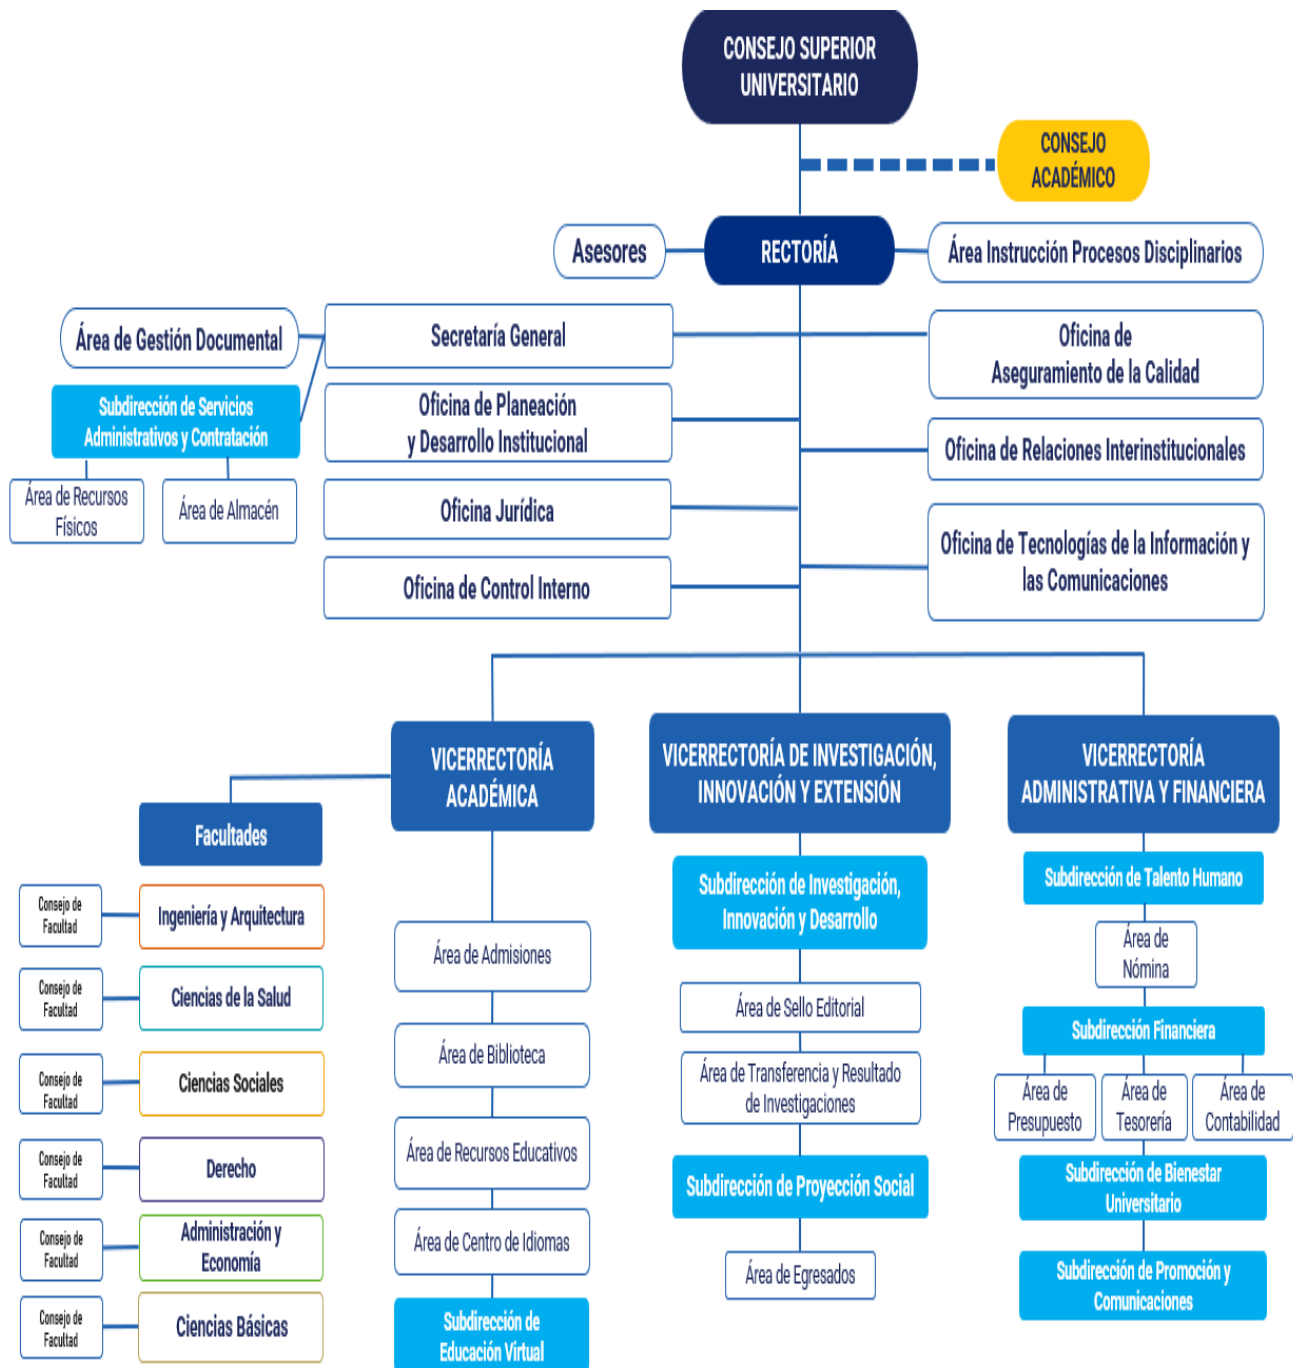 CONSEJO SUPERIOR
UNIVERSITARIO
CONSEJO
ACADÉMICO
Asesores
RECTORÍA
Área Instrucción Procesos Disciplinarios
Área de Gestión Documental
Secretaría General
Oficina de
Aseguramiento de la Calidad
Subdirección de Servicios
Administrativos y Contratación
Oficina de Planeación
y Desarrollo Institucional
Oficina de Relaciones Interinstitucionales
Área de Recursos
Físicos
Área de Almacén
Oficina Jurídica
Oficina de Tecnologías de la Información y
las Comunicaciones
Oficina de Control Interno
VICERRECTORÍA
ACADÉMICA
VICERRECTORÍA DE INVESTIGACIÓN,
INNOVACIÓN Y EXTENSIÓN
VICERRECTORÍA
ADMINISTRATIVA Y FINANCIERA
Facultades
Consejo de
Facultad
Ingeniería y Arquitectura
Consejo de
Facultad
Ciencias de la Salud
Consejo de
Facultad
Ciencias Sociales
Consejo de
Facultad
Derecho
Consejo de
Facultad
Administración y
Economía
Consejo de
Facultad
Ciencias Básicas
Área de Admisiones
Área de Biblioteca
Área de Recursos Educativos
Área de Centro de Idiomas
Subdirección de
Educación Virtual
Subdirección de Investigación,
Innovación y Desarrollo
Área de Sello Editorial
Área de Transferencia y Resultado
de Investigaciones
Subdirección de Proyección Social
Área de Egresados
Subdirección de Talento Humano
Área de
Nómina
Subdirección Financiera
Área de
Presupuesto
Área de
Tesorería
Área de
Contabilidad
Subdirección de Bienestar
Universitario
Subdirección de Promoción y
Comunicaciones